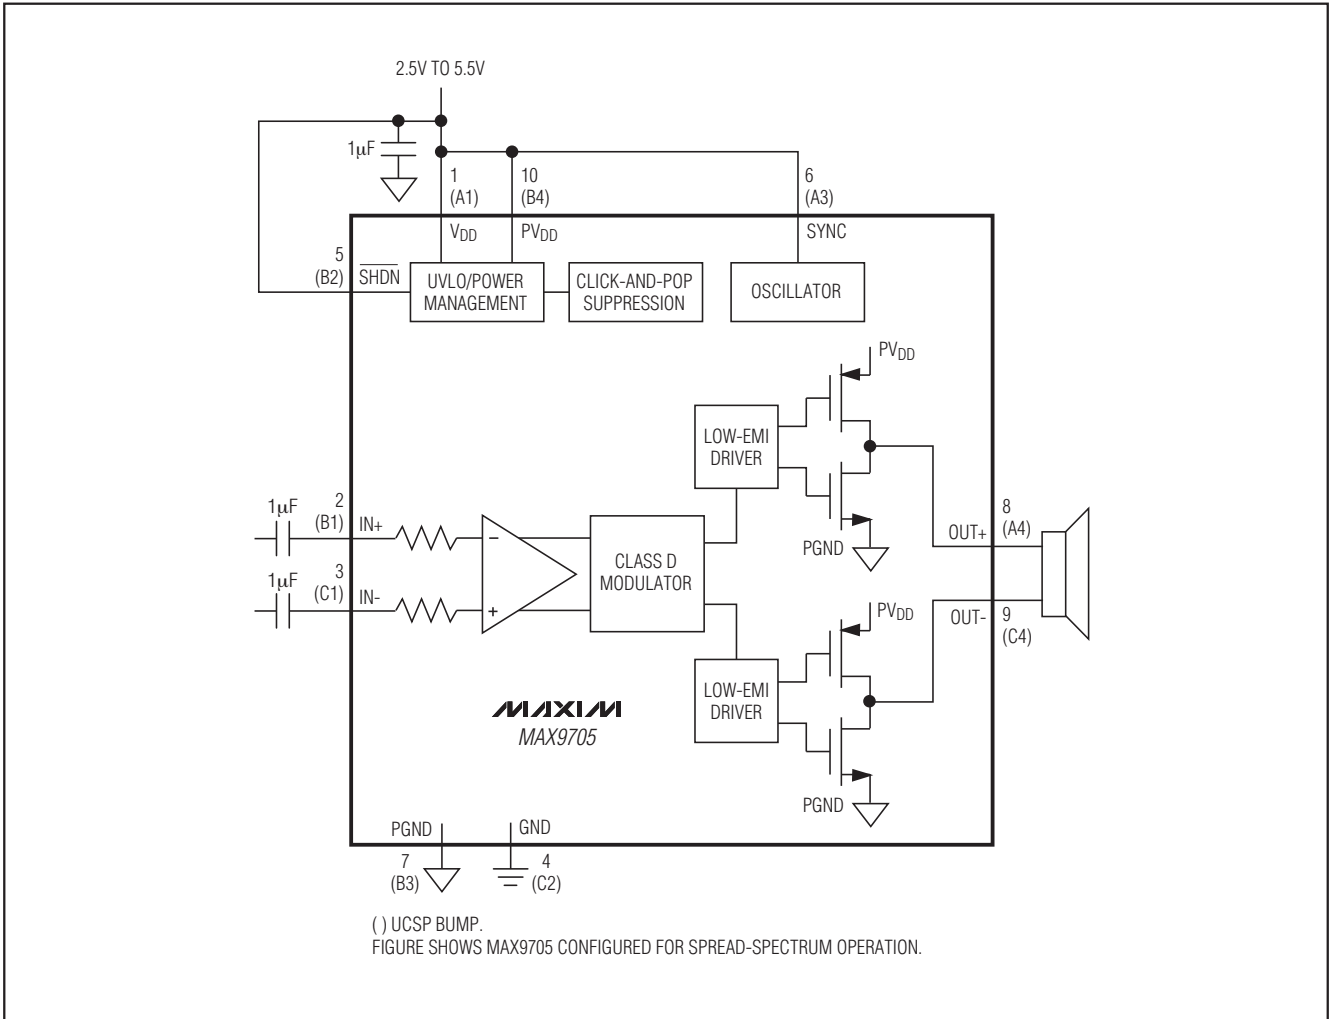 2.5V TO 5.5V
1μF
1
(A1)
10
(B4)
6
(A3)
VDD
PVDD
SYNC
5
(B2)
SHDN
UVLO/POWER
MANAGEMENT
CLICK-AND-POP
SUPPRESSION
OSCILLATOR
PVDD
LOW-EMI
DRIVER
1μF
2
(B1)
IN+
8
(A4)
OUT+
PGND
CLASS D
MODULATOR
1μF
3
(C1)
IN-
−
+
PVDD
OUT-
9
(C4)
LOW-EMI
DRIVER
MAXIM
MAX9705
PGND
PGND
GND
7
(B3)
4
(C2)
( ) UCSP BUMP.
FIGURE SHOWS MAX9705 CONFIGURED FOR SPREAD-SPECTRUM OPERATION.